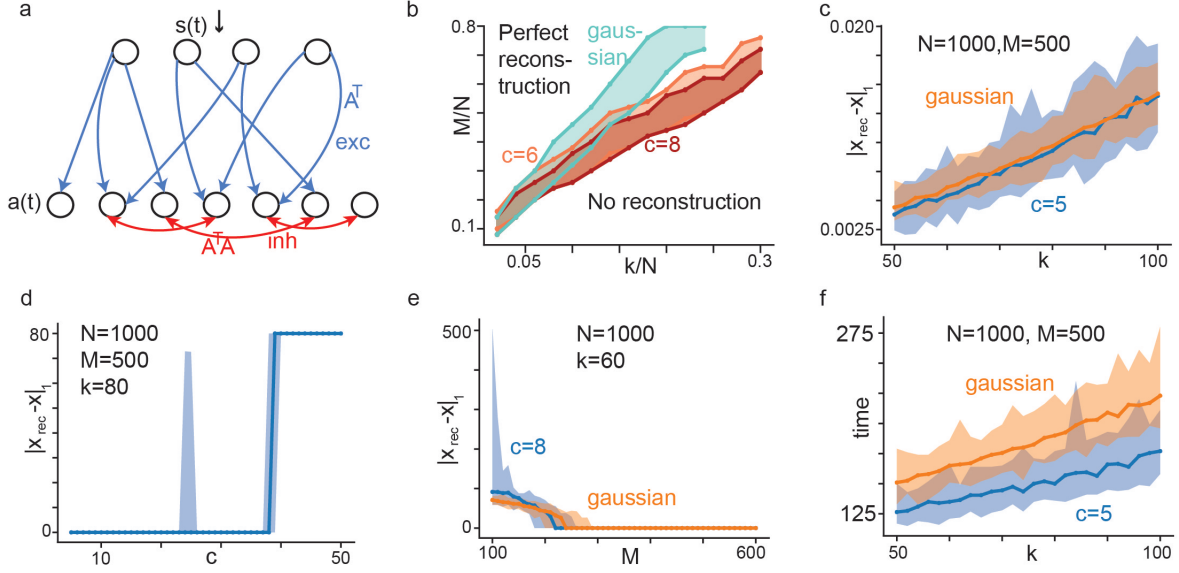 a
s(t)
A^T
exc
a(t)
A^TA
inh
b
0.8
Perfect
recons-
truction
gaus-
sian
M/N
c=6
c=8
No reconstruction
0.1
0.05
k/N
0.3
c
0.020
N=1000,M=500
gaussian
|x_rec-x|_1
c=5
0.0025
50
k
100
d
80
N=1000
M=500
k=80
|x_rec-x|_1
0
10
c
50
e
500
N=1000
k=60
|x_rec-x|_1
c=8
gaussian
0
100
M
600
f
275
N=1000, M=500
gaussian
time
125
c=5
50
k
100